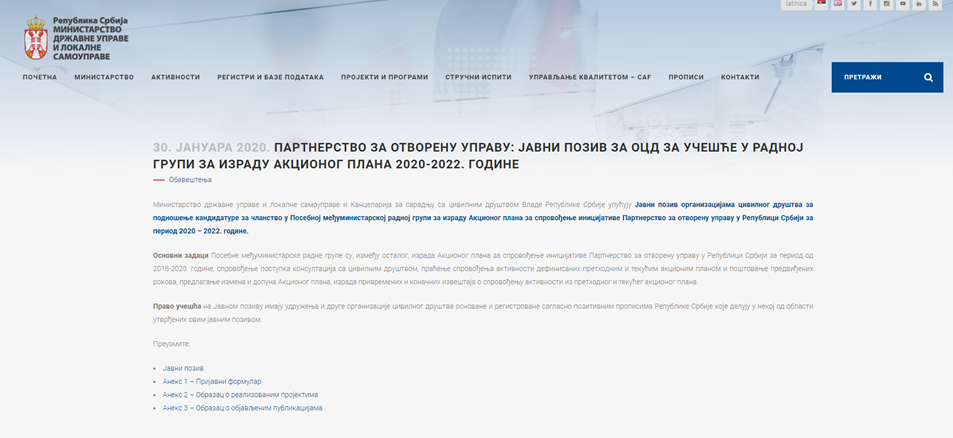 latinica
Република Србија
МИНИСТАРСТВО
ДРЖАВНЕ УПРАВЕ
И ЛОКАЛНЕ
САМОУПРАВЕ
ПОЧЕТНА МИНИСТАРСТВО АКТИВНОСТИ РЕГИСТРИ И БАЗЕ ПОДАТАКА ПРОЈЕКТИ И ПРОГРАМИ СТРУЧНИ ИСПИТИ УПРАВЉАЊЕ КВАЛИТЕТОМ – CAF ПРОПИСИ КОНТАКТИ ПРЕТРАЖИ
30. ЈАНУАРА 2020. ПАРТНЕРСТВО ЗА ОТВОРЕНУ УПРАВУ: ЈАВНИ ПОЗИВ ЗА ОЦД ЗА УЧЕШЋЕ У РАДНОЈ
ГРУПИ ЗА ИЗРАДУ АКЦИОНОГ ПЛАНА 2020-2022. ГОДИНЕ
Обавештења
Министарство државне управе и локалне самоуправе и Канцеларија за сарадњу са цивилним друштвом Владе Републике Србије упућују Јавни позив организацијама цивилног друштва за
подношење кандидатуре за чланство у Посебној међуминистарској радној групи за израду Акционог плана за спровођење иницијативе Партнерство за отворену управу у Републици Србији за
период 2020 – 2022. године.
Основни задаци Посебне међуминистарске радне групе су, између осталог, израда Акционог плана за спровођење иницијативе Партнерство за отворену управу у Републици Србији за период од
2018-2020. године, спровођење поступка консултација са цивилним друштвом, праћење спровођења активности дефинисаних претходним и текућим акционим планом и поштовање предвиђених
рокова, предлагање измена и допуна Акционог плана, израда привремених и коначних извештаја о спровођењу активности из претходног и текућег акционог плана.
Право учешћа на Јавном позиву имају удружења и друге организације цивилног друштва основане и регистроване сагласно позитивним прописима Републике Србије које делују у некој од области
утврђених овим јавним позивом.
Преузмите:
• Јавни позив
• Анекс 1 – Пријавни формулар
• Анекс 2 – Образац о реализованим пројектима
• Анекс 3 – Образац о објављеним публикацијама